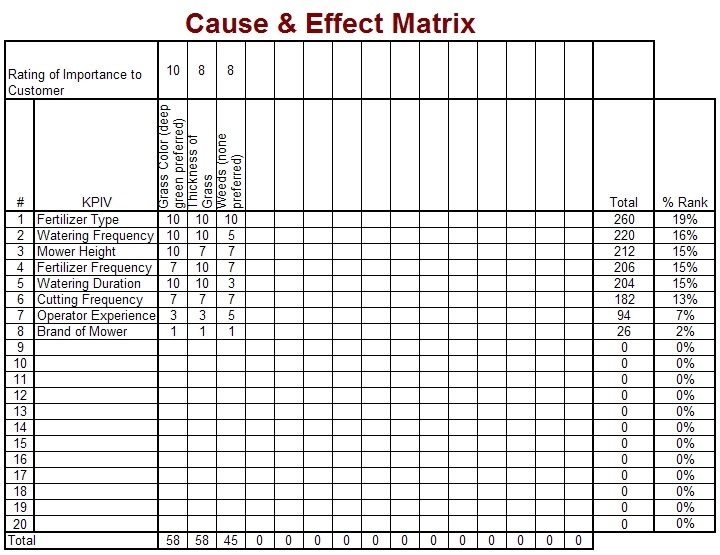 Cause & Effect Matrix
Rating of Importance to
Customer
10 8 8
Grass Color (deep
green preferred)
Thickness of
Grass
Weeds (none
preferred)
# KPIV Total % Rank
1 Fertilizer Type 10 10 10 260 19%
2 Watering Frequency 10 10 5 220 16%
3 Mower Height 10 7 7 212 15%
4 Fertilizer Frequency 7 10 7 206 15%
5 Watering Duration 10 10 3 204 15%
6 Cutting Frequency 7 7 7 182 13%
7 Operator Experience 3 3 5 94 7%
8 Brand of Mower 1 1 1 26 2%
9 0 0%
10 0 0%
11 0 0%
12 0 0%
13 0 0%
14 0 0%
15 0 0%
16 0 0%
17 0 0%
18 0 0%
19 0 0%
20 0 0%
Total 58 58 45 0 0 0 0 0 0 0 0 0 0 0 0